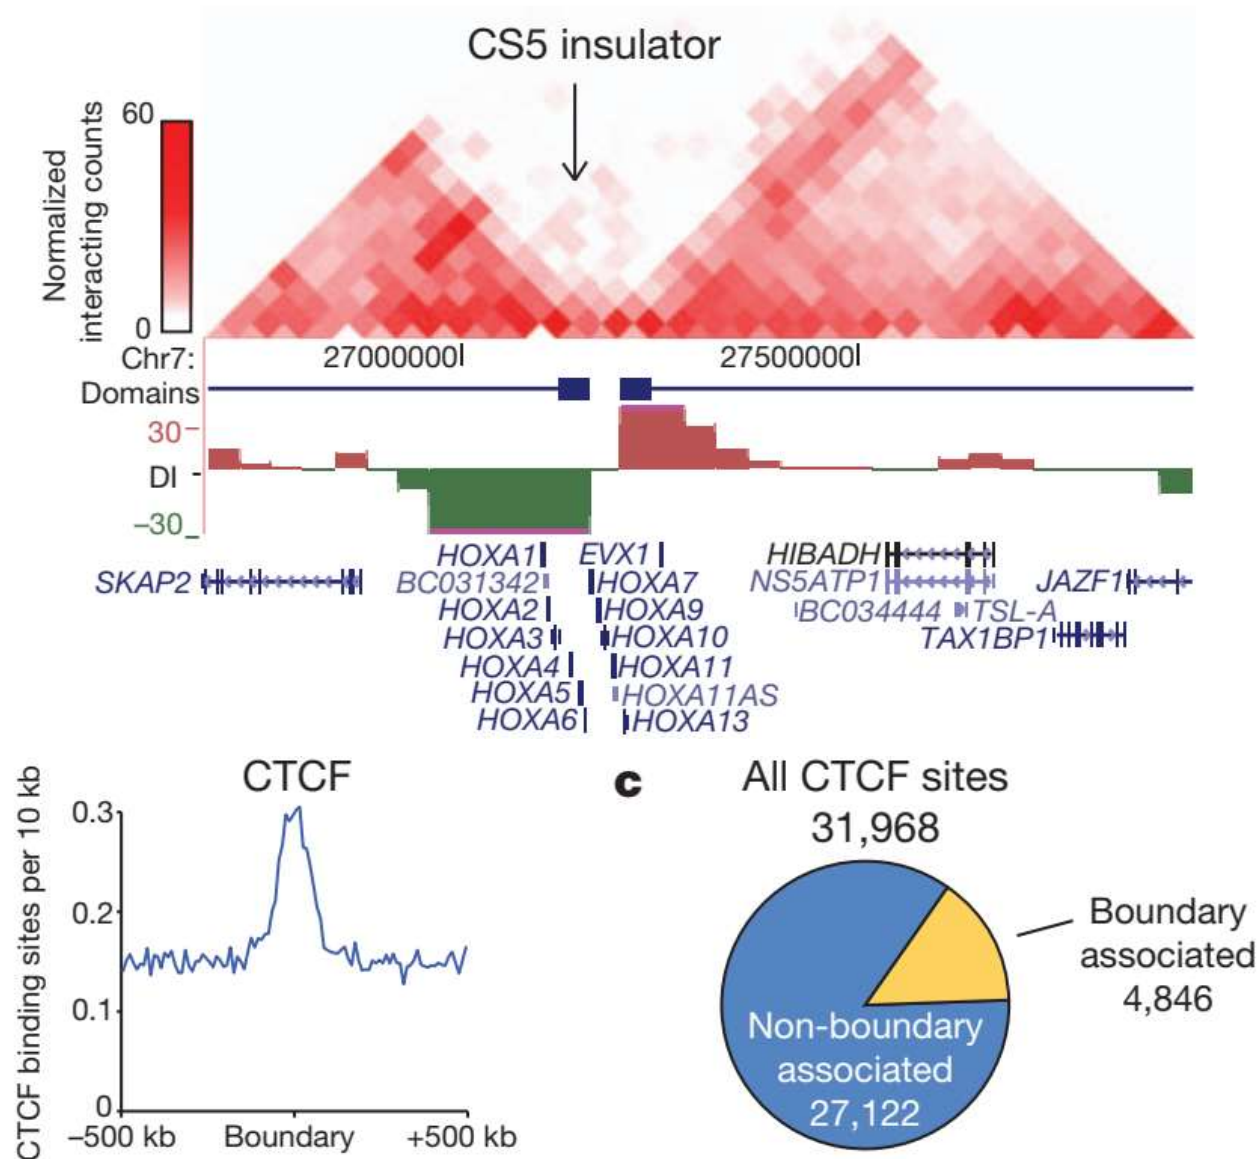 CS5 insulator
Normalized
interacting counts
60
0
Chr7:
27000000
27500000
Domains
30
DI
–30
HOXA1
EVX1
HIBADH
SKAP2
BC031342
HOXA7
NS5ATP1
JAZF1
HOXA2
HOXA9
BC034444
TSL-A
HOXA3
HOXA10
TAX1BP1
HOXA4
HOXA11
HOXA5
HOXA11AS
HOXA6
HOXA13
CTCF
CTCF binding sites per 10 kb
0.3
0.2
0.1
0
–500 kb
Boundary
+500 kb
c
All CTCF sites
31,968
Boundary
associated
4,846
Non-boundary
associated
27,122